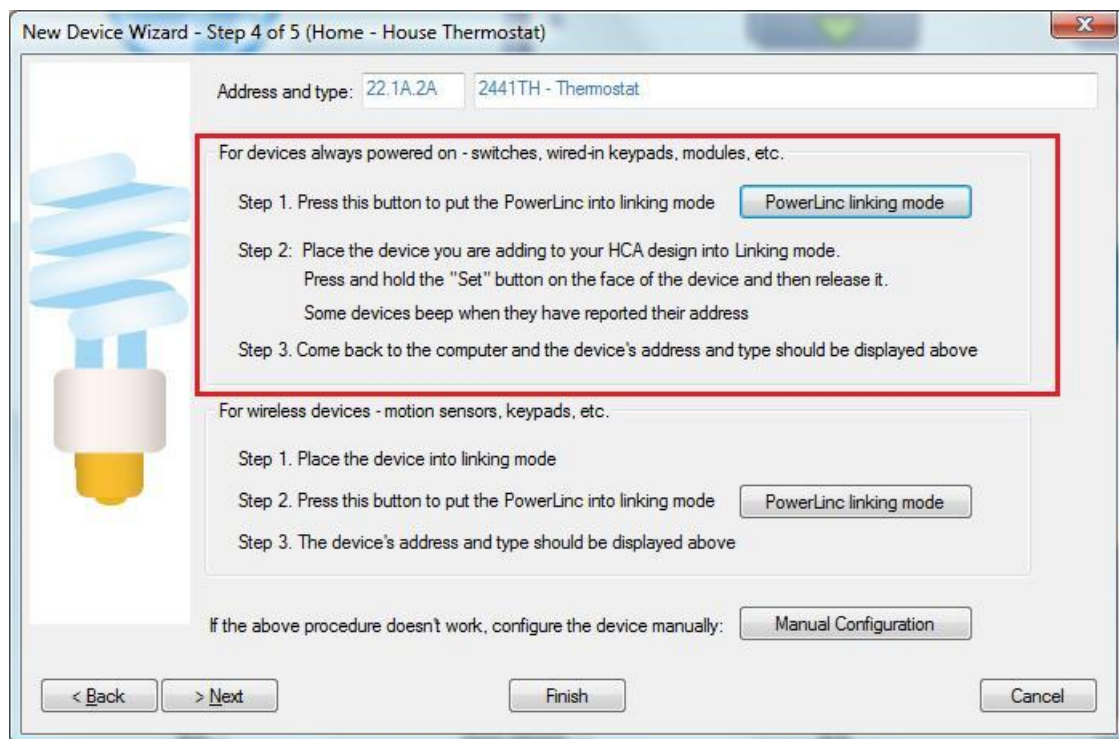 New Device Wizard - Step 4 of 5 (Home - House Thermostat)
Address and type: 22.1A.2A 2441TH - Thermostat
For devices always powered on - switches, wired-in keypads, modules, etc.
Step 1. Press this button to put the PowerLinc into linking mode PowerLinc linking mode
Step 2: Place the device you are adding to your HCA design into Linking mode.
Press and hold the "Set" button on the face of the device and then release it.
Some devices beep when they have reported their address
Step 3. Come back to the computer and the device's address and type should be displayed above
For wireless devices - motion sensors, keypads, etc.
Step 1. Place the device into linking mode
Step 2. Press this button to put the PowerLinc into linking mode PowerLinc linking mode
Step 3. The device's address and type should be displayed above
If the above procedure doesn't work, configure the device manually: Manual Configuration
< Back > Next Finish Cancel